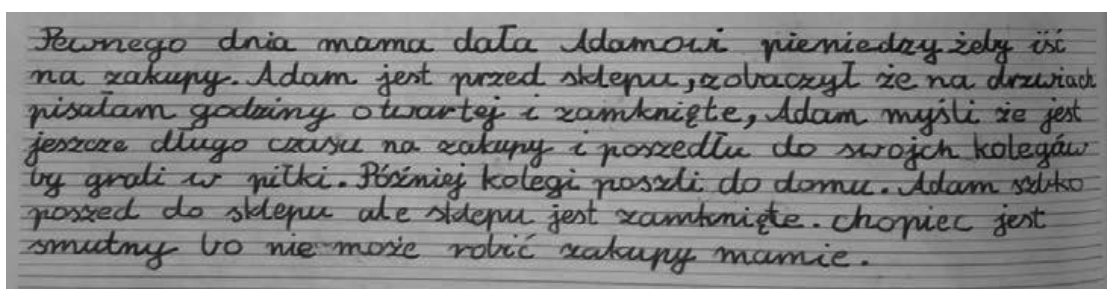 Pewnego dnia mama dała Adamowi pieniedzy żeby iść
na zakupy. Adam jest przed sklepu, zobaczył że na drzwiach
pisałam godziny otwartej i zamknięte, Adam myśli że jest
jeszcze długo czasu na zakupy i poszedłu do swojch kolegów
by grali w piłki. Później kolegi poszli do domu. Adam szbko
poszed do sklepu ale sklepu jest zamknięte. chopiec jest
smutny bo nie może robić zakupy mamie.